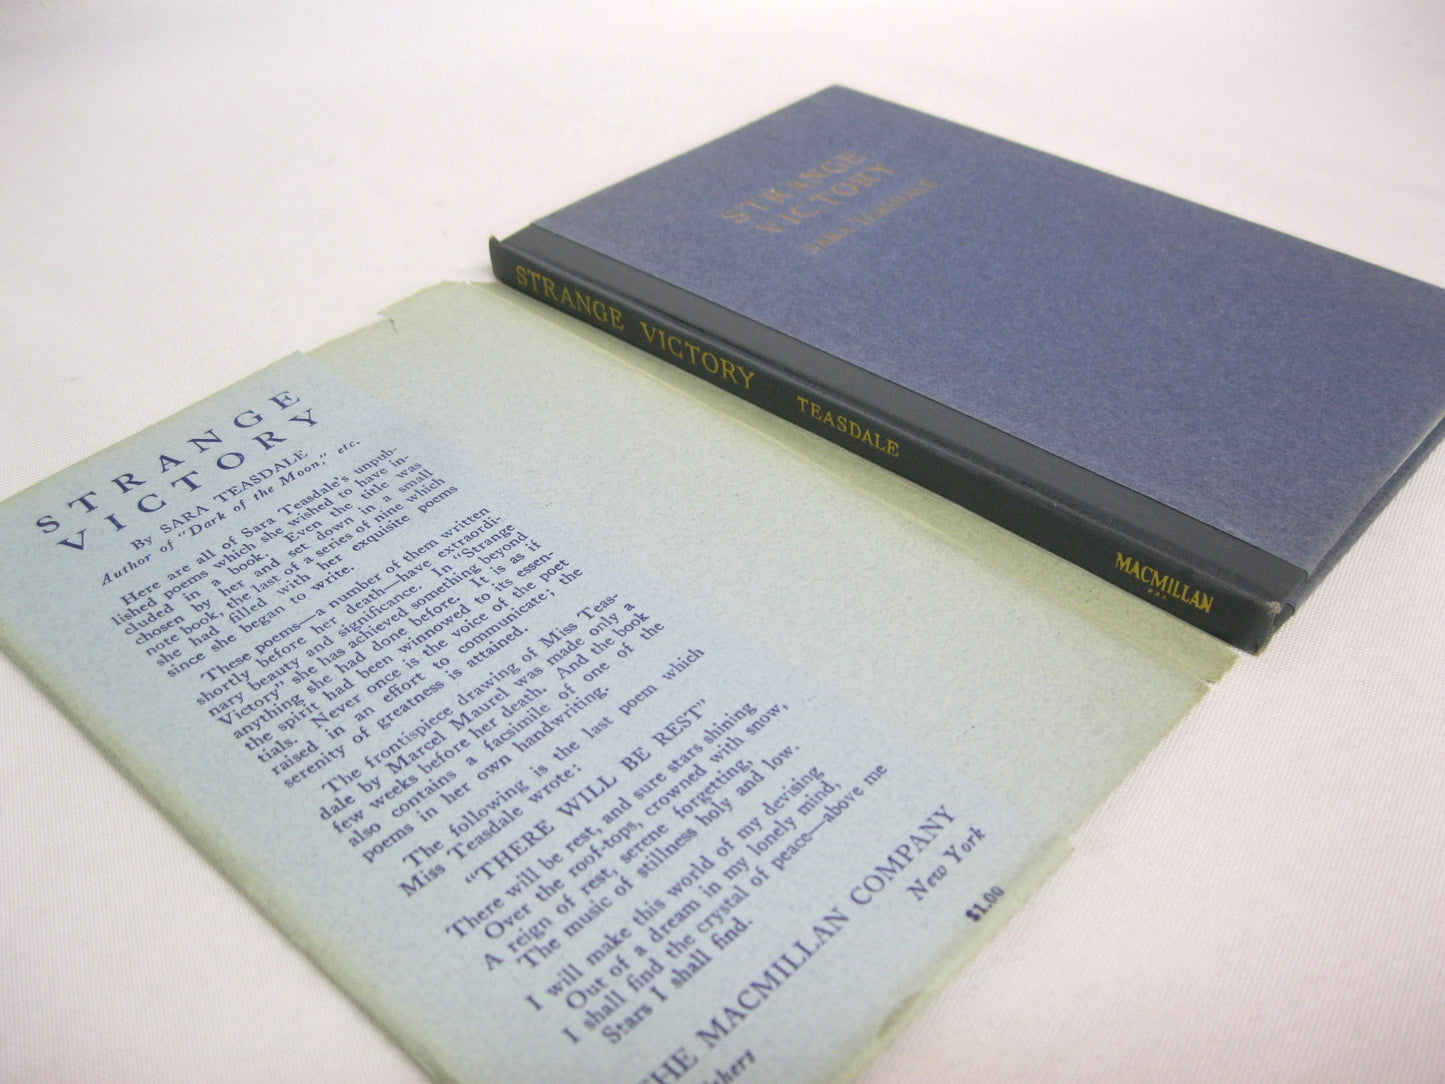 STRANGE
VICTORY
By SARA TEASDALE
Author of "Dark of the Moon," etc.
Here are all of Sara Teasdale's unpub-
lished poems which she wished to have in-
cluded in a book. Even the title was
chosen by her and set down in a small
note book, the last of a series of nine which
she had filled with her exquisite poems
since she began to write.
These poems—a number of them written
shortly before her death—have extraordi-
nary beauty and significance. In "Strange
Victory" she has achieved something beyond
anything she had done before. It is as if
the spirit had been winnowed to its essen-
tials. Never once is the voice of the poet
raised in an effort to communicate; the
serenity of greatness is attained.
The frontispiece drawing of Miss Teas-
dale by Marcel Maurel was made only a
few weeks before her death. And the book
also contains a facsimile of one of the
poems in her own handwriting.
The following is the last poem which
Miss Teasdale wrote:
"THERE WILL BE REST"
There will be rest, and sure stars shining
Over the roof-tops, crowned with snow,
A reign of rest, serene forgetting,
The music of stillness holy and low.
I will make this world of my devising
Out of a dream in my lonely mind,
I shall find the crystal of peace—above me
Stars I shall find.
THE MACMILLAN COMPANY
New York
$1.00
STRANGE
VICTORY
SARA TEASDALE
STRANGE VICTORY TEASDALE MACMILLAN